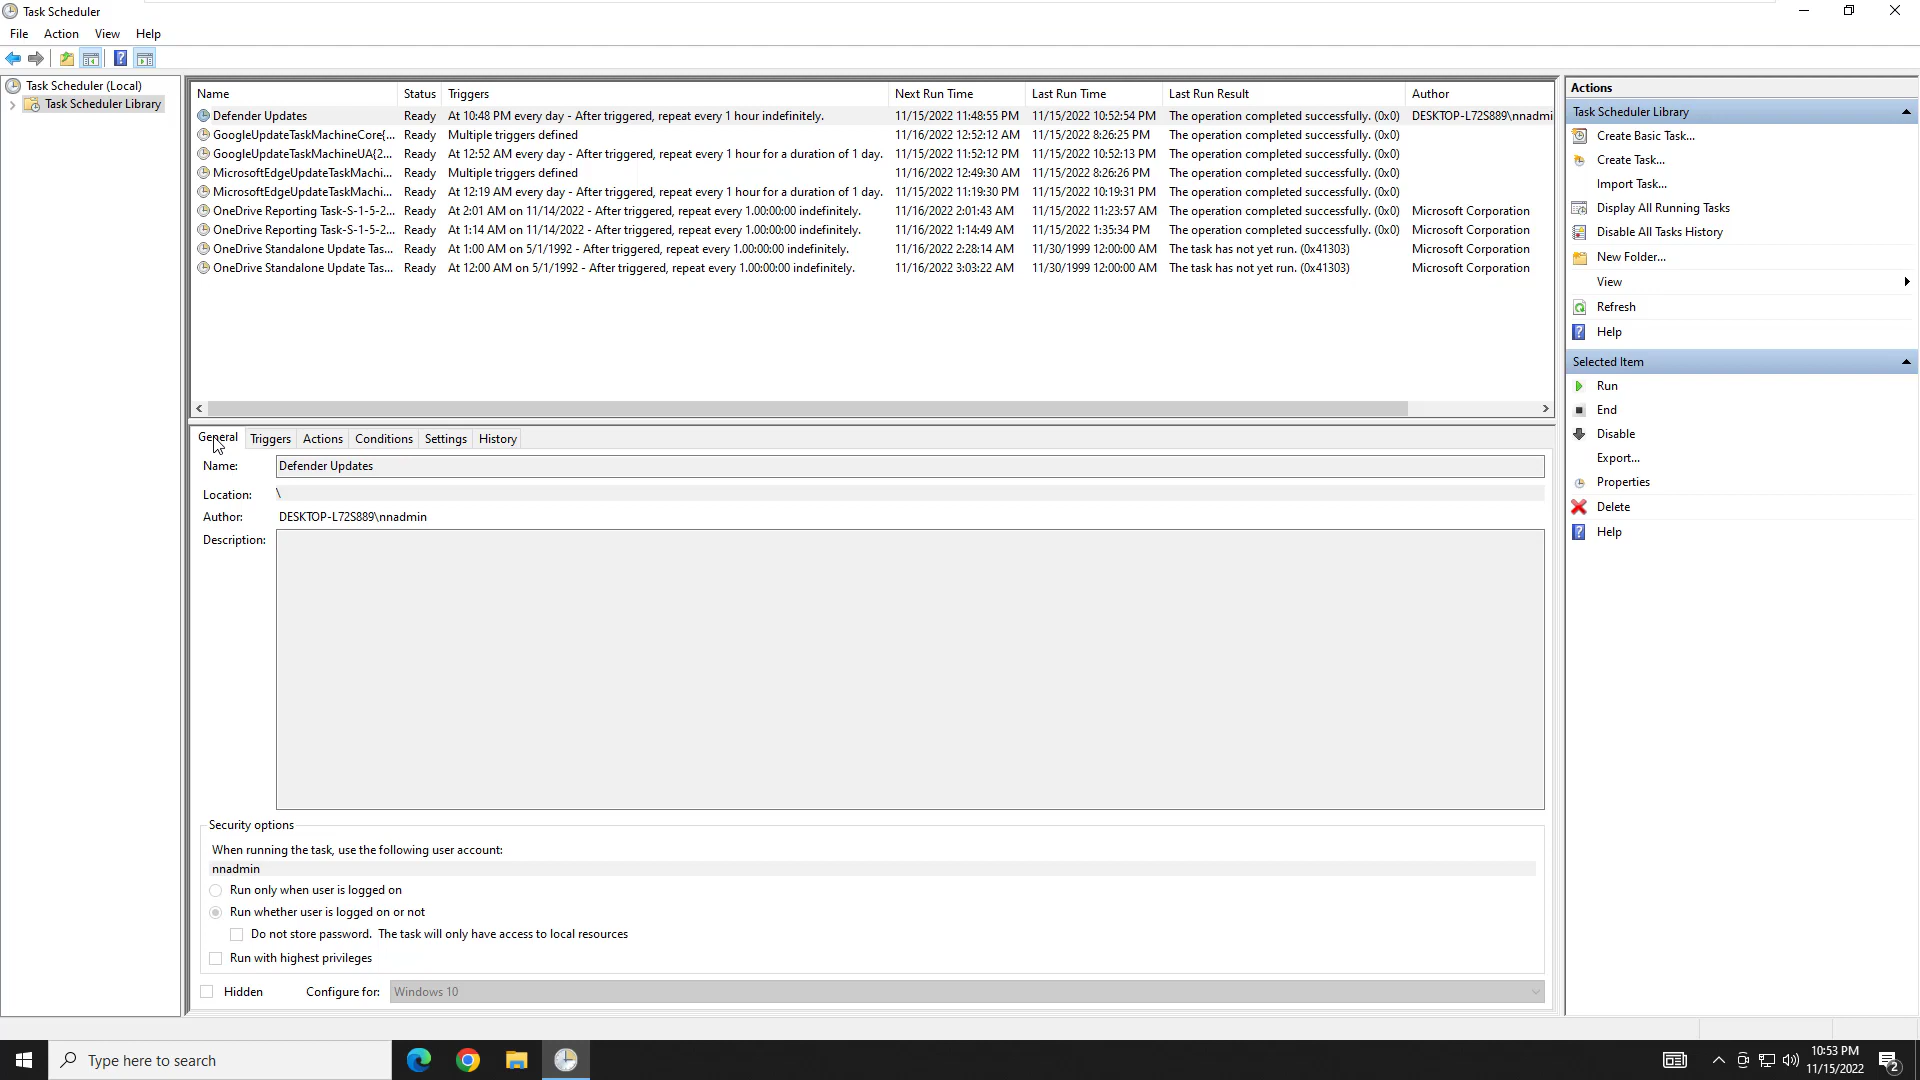 Task Scheduler
File Action View Help
Task Scheduler (Local)
Task Scheduler Library
Name Status Triggers Next Run Time Last Run Time Last Run Result Author
Defender Updates Ready At 10:48 PM every day - After triggered, repeat every 1 hour indefinitely. 11/15/2022 11:48:55 PM 11/15/2022 10:52:54 PM The operation completed successfully. (0x0) DESKTOP-L72S889\nnadmi
GoogleUpdateTaskMachineCore{... Ready Multiple triggers defined 11/16/2022 12:52:12 AM 11/15/2022 8:26:25 PM The operation completed successfully. (0x0)
GoogleUpdateTaskMachineUA{2... Ready At 12:52 AM every day - After triggered, repeat every 1 hour for a duration of 1 day. 11/15/2022 11:52:12 PM 11/15/2022 10:52:13 PM The operation completed successfully. (0x0)
MicrosoftEdgeUpdateTaskMachi... Ready Multiple triggers defined 11/16/2022 12:49:30 AM 11/15/2022 8:26:26 PM The operation completed successfully. (0x0)
MicrosoftEdgeUpdateTaskMachi... Ready At 12:19 AM every day - After triggered, repeat every 1 hour for a duration of 1 day. 11/15/2022 11:19:30 PM 11/15/2022 10:19:31 PM The operation completed successfully. (0x0)
OneDrive Reporting Task-S-1-5-2... Ready At 2:01 AM on 11/14/2022 - After triggered, repeat every 1.00:00:00 indefinitely. 11/16/2022 2:01:43 AM 11/15/2022 11:23:57 AM The operation completed successfully. (0x0) Microsoft Corporation
OneDrive Reporting Task-S-1-5-2... Ready At 1:14 AM on 11/14/2022 - After triggered, repeat every 1.00:00:00 indefinitely. 11/16/2022 1:14:49 AM 11/15/2022 1:35:34 PM The operation completed successfully. (0x0) Microsoft Corporation
OneDrive Standalone Update Tas... Ready At 1:00 AM on 5/1/1992 - After triggered, repeat every 1.00:00:00 indefinitely. 11/16/2022 2:28:14 AM 11/30/1999 12:00:00 AM The task has not yet run. (0x41303) Microsoft Corporation
OneDrive Standalone Update Tas... Ready At 12:00 AM on 5/1/1992 - After triggered, repeat every 1.00:00:00 indefinitely. 11/16/2022 3:03:22 AM 11/30/1999 12:00:00 AM The task has not yet run. (0x41303) Microsoft Corporation
General Triggers Actions Conditions Settings History
Name: Defender Updates
Location: \
Author: DESKTOP-L72S889\nnadmin
Description:
Security options
When running the task, use the following user account:
nnadmin
Run only when user is logged on
Run whether user is logged on or not
Do not store password. The task will only have access to local resources
Run with highest privileges
Hidden Configure for: Windows 10
Actions
Task Scheduler Library
Create Basic Task...
Create Task...
Import Task...
Display All Running Tasks
Disable All Tasks History
New Folder...
View
Refresh
Help
Selected Item
Run
End
Disable
Export...
Properties
Delete
Help
Type here to search
10:53 PM
11/15/2022
2